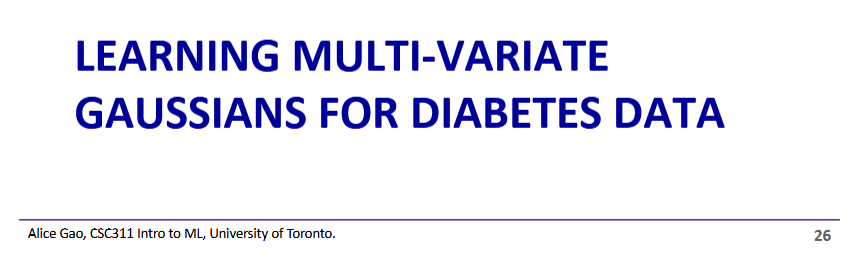 LEARNING MULTI-VARIATE
GAUSSIANS FOR DIABETES DATA
Alice Gao, CSC311 Intro to ML, University of Toronto.
26